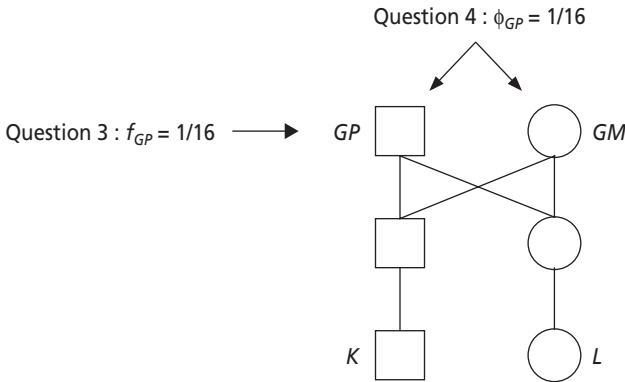 Question 4 : ϕGP = 1/16
Question 3 : fGP = 1/16
GP
GM
K
L